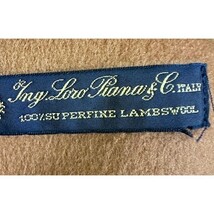 Ing. Loro Piana & C. ITALY
100% SUPERFINE LAMBSWOOL